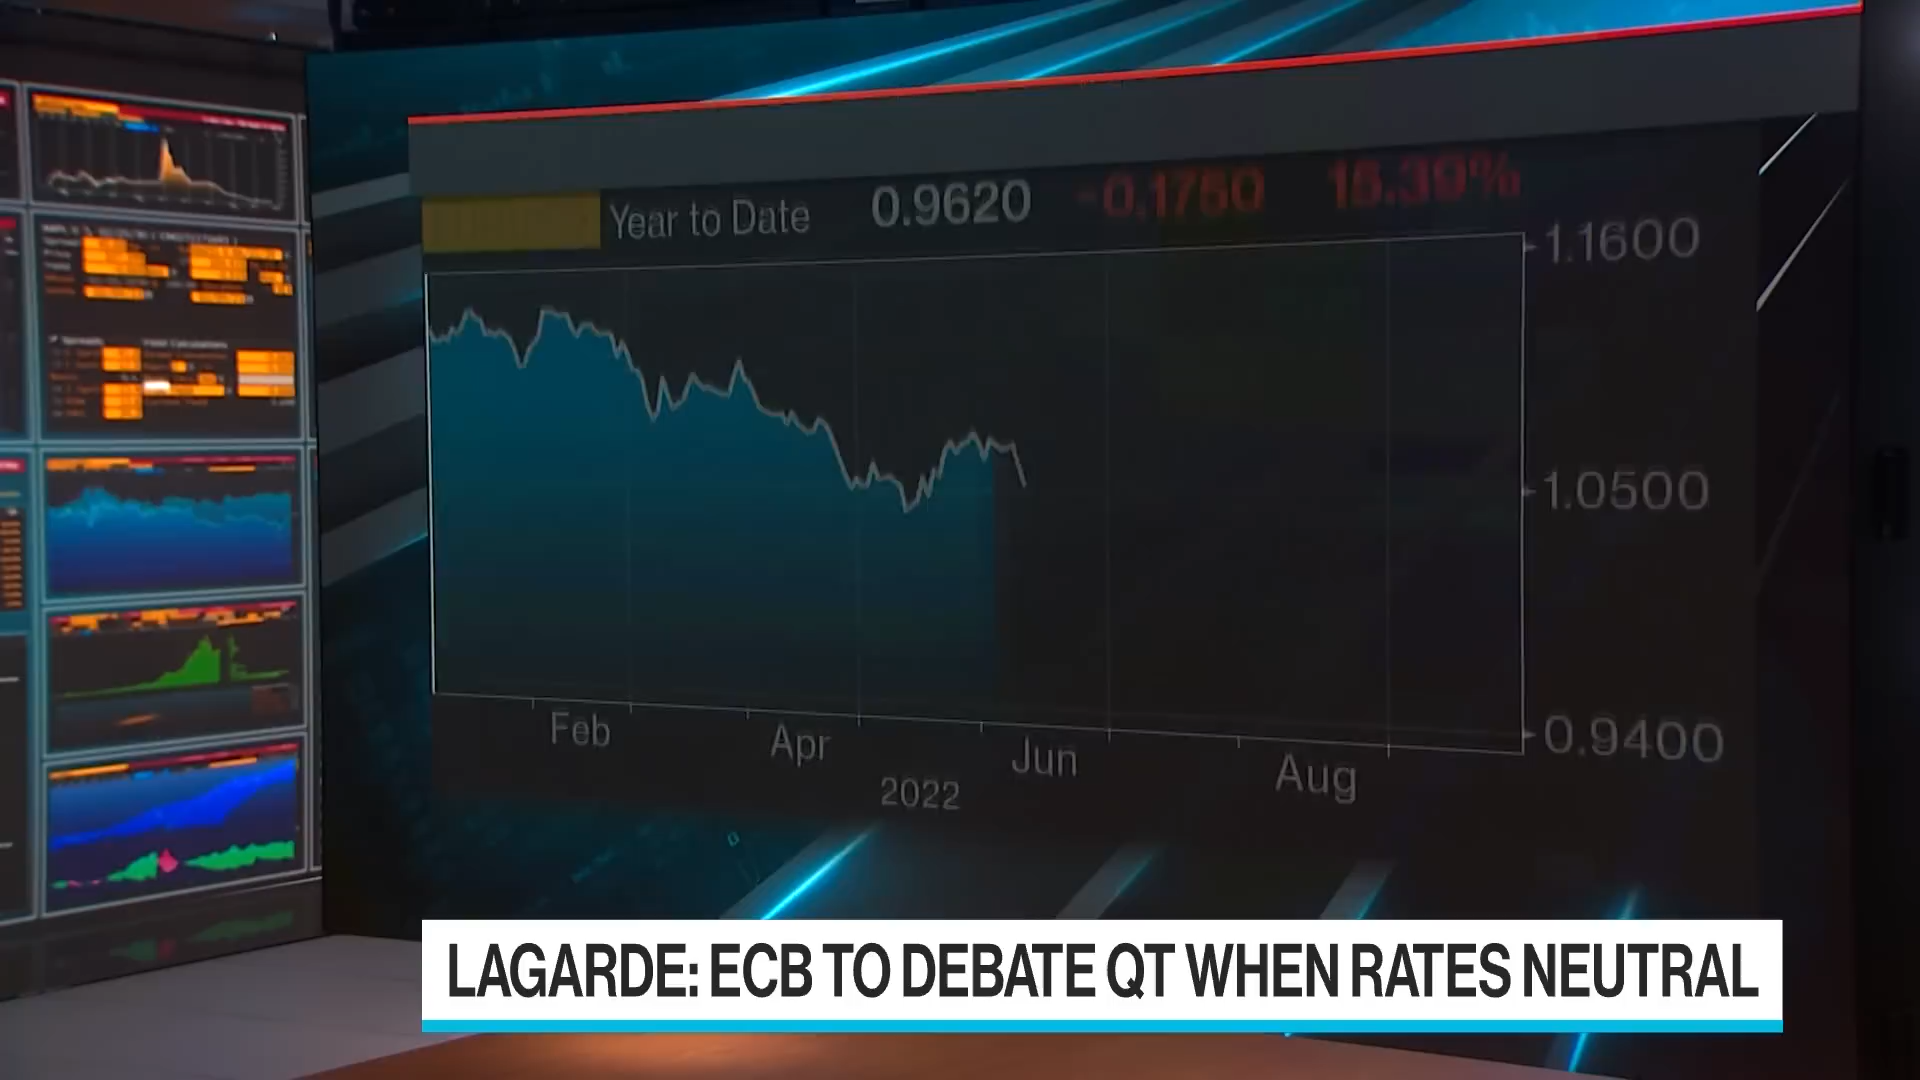 Year to Date 0.9620 -0.1750 15.39%
1.1600
1.0500
0.9400
Feb Apr Jun Aug
2022
LAGARDE: ECB TO DEBATE QT WHEN RATES NEUTRAL